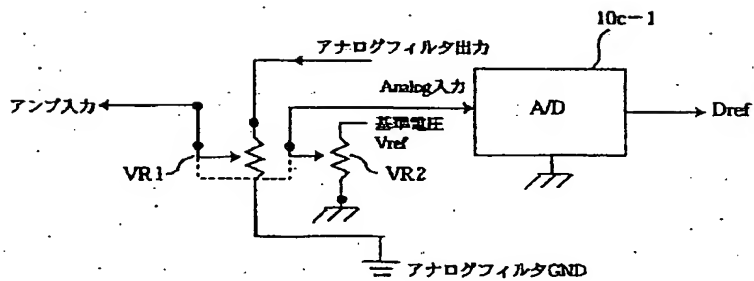 10c-1
アナログフィルタ出力
Analog入力
アンプ入力
A/D
Dref
基準電圧
Vref
VR1
VR2
アナログフィルタGND